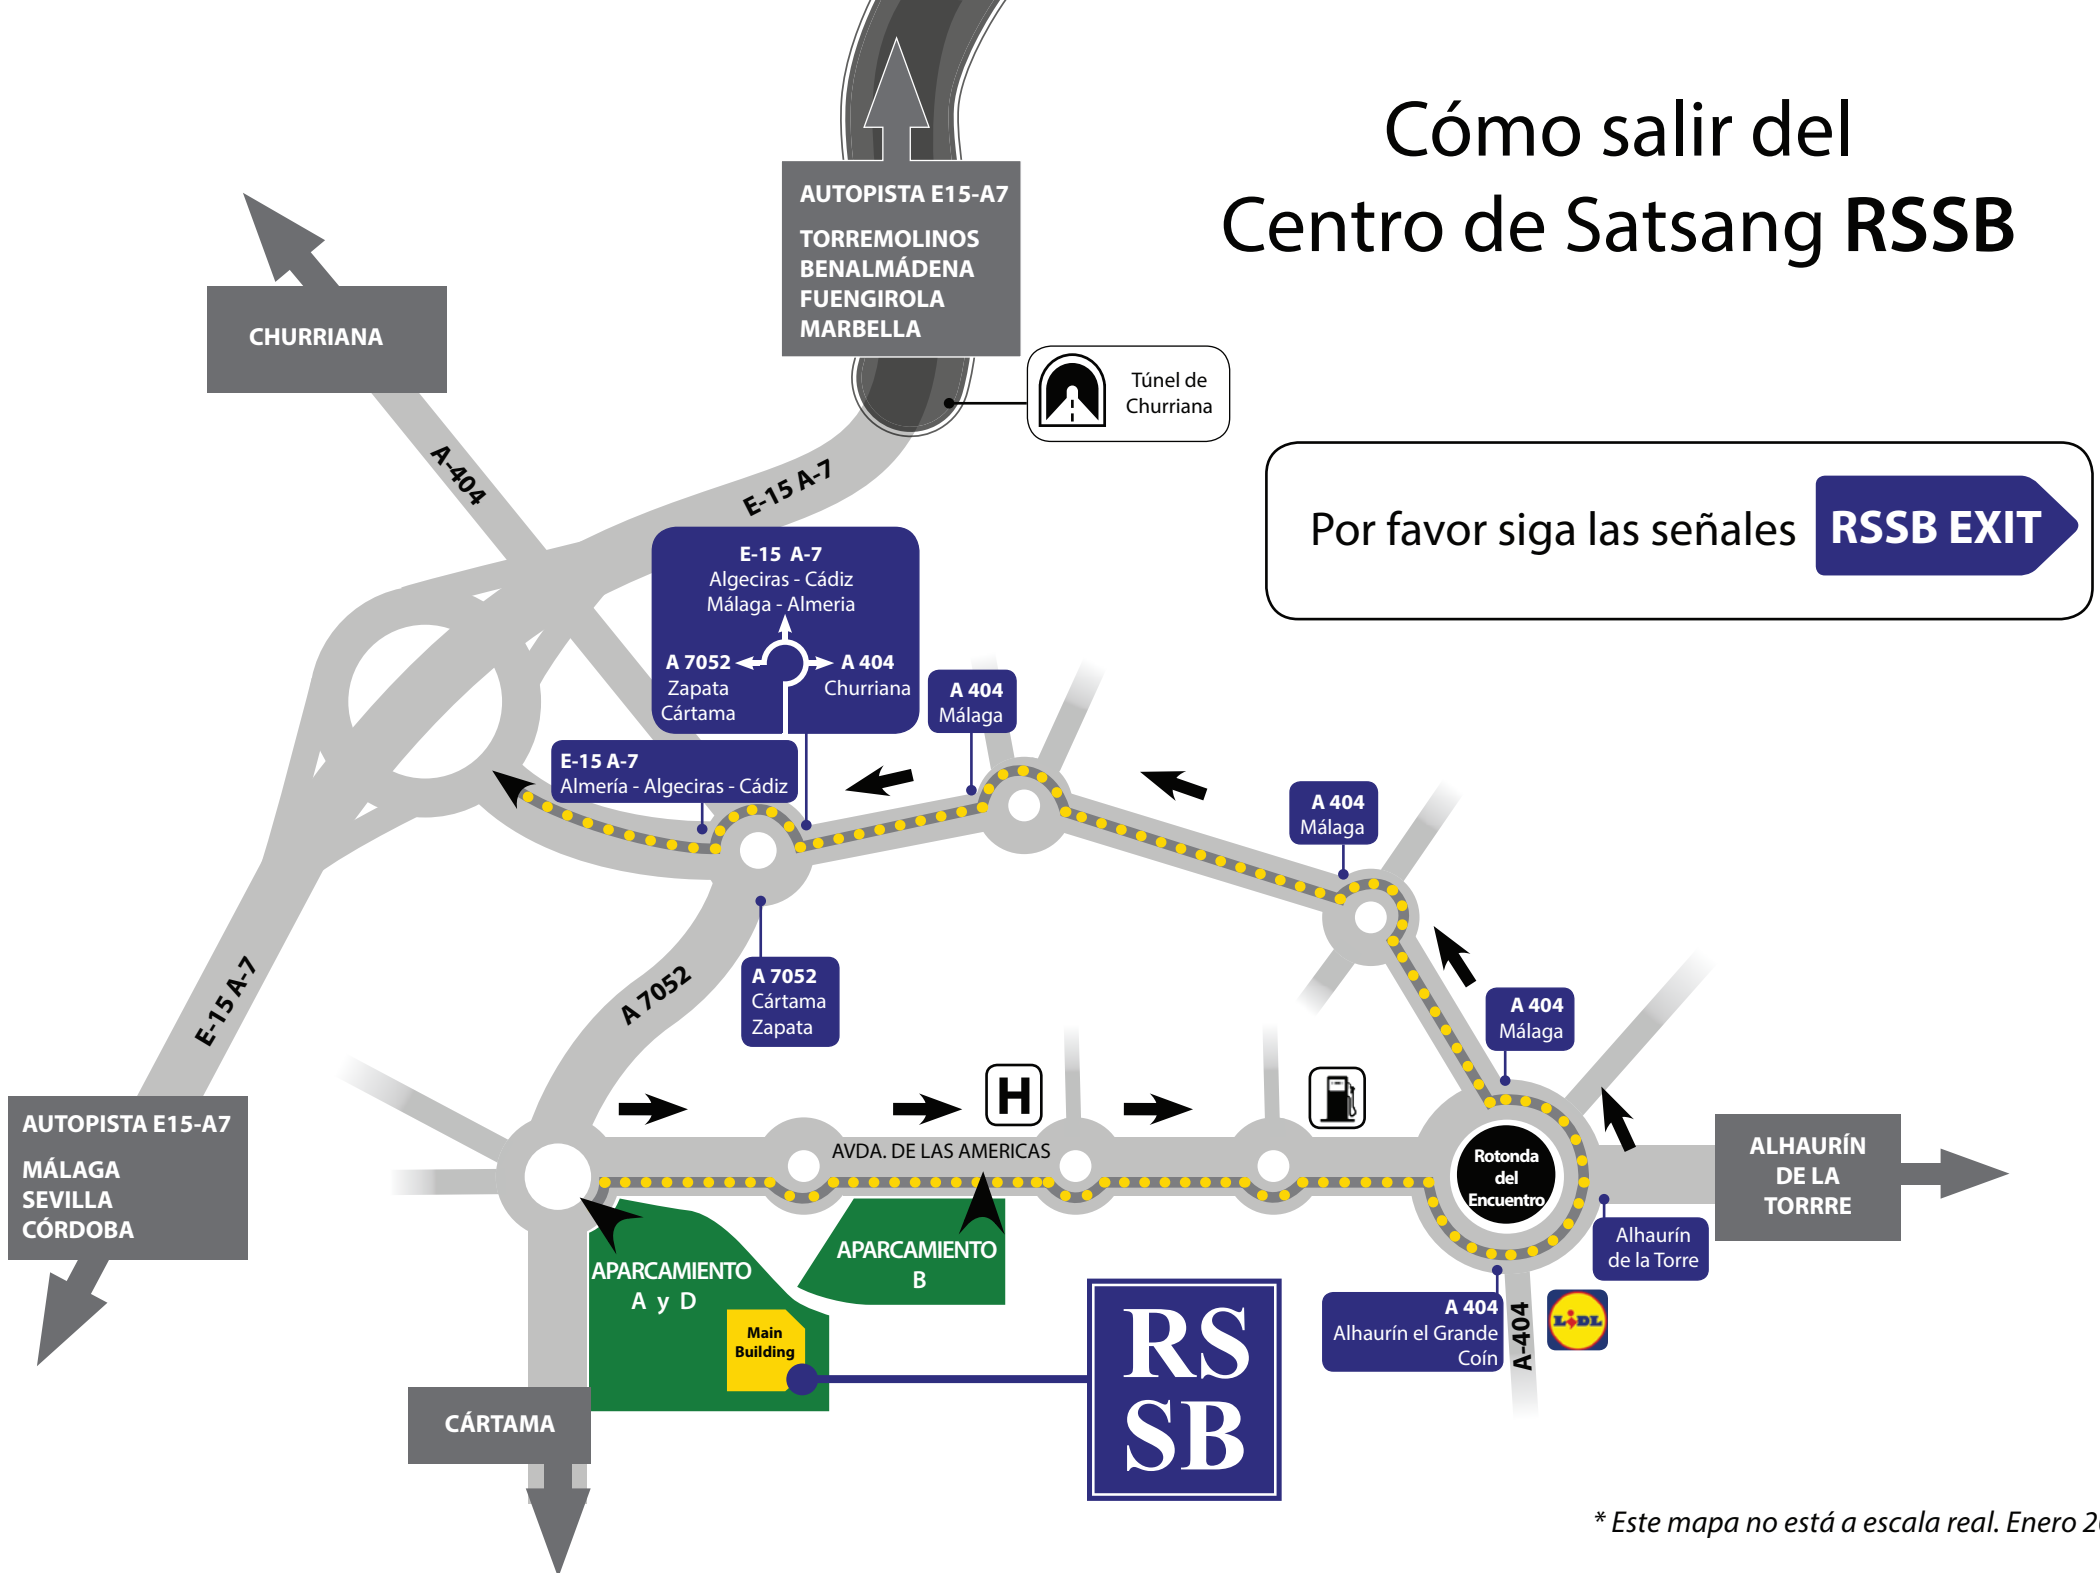 Cómo salir del
Centro de Satsang RSSB
AUTOPISTA E15-A7
TORREMOLINOS
BENALMÁDENA
FUENGIROLA
MARBELLA
CHURRIANA
Túnel de
Churriana
A-404
E-15 A-7
Por favor siga las señales RSSB EXIT
E-15 A-7
Algeciras - Cádiz
Málaga - Almeria
A 7052
Zapata
Cártama
A 404
Churriana
A 404
Málaga
E-15 A-7
Almería - Algeciras - Cádiz
A 404
Málaga
A 404
Málaga
A 7052
Cártama
Zapata
A 7052
E-15 A-7
AUTOPISTA E15-A7
MÁLAGA
SEVILLA
CÓRDOBA
H
AVDA. DE LAS AMERICAS
Rotonda
del
Encuentro
ALHAURÍN
DE LA
TORRRE
Alhaurín
de la Torre
APARCAMIENTO
A y D
APARCAMIENTO
B
Main
Building
A 404
Alhaurín el Grande
Coín
A-404
LIDL
RS
SB
CÁRTAMA
* Este mapa no está a escala real. Enero